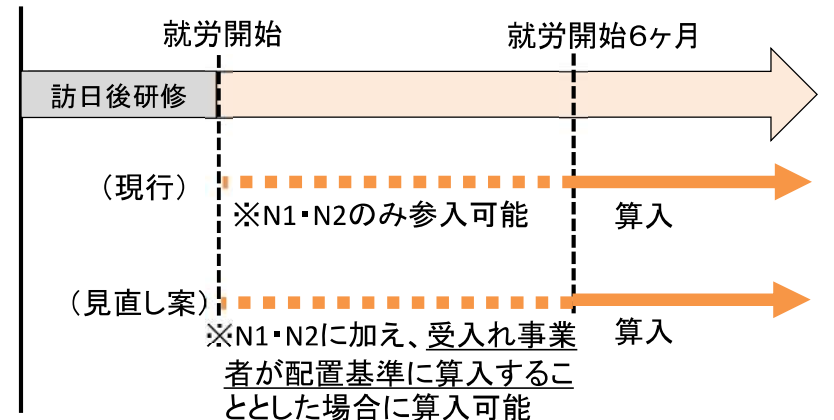 就労開始
就労開始6ヶ月
訪日後研修
（現行）
※N1・N2のみ参入可能
算入
（見直し案）
※N1・N2に加え、受入れ事業
者が配置基準に算入するこ
ととした場合に算入可能
算入